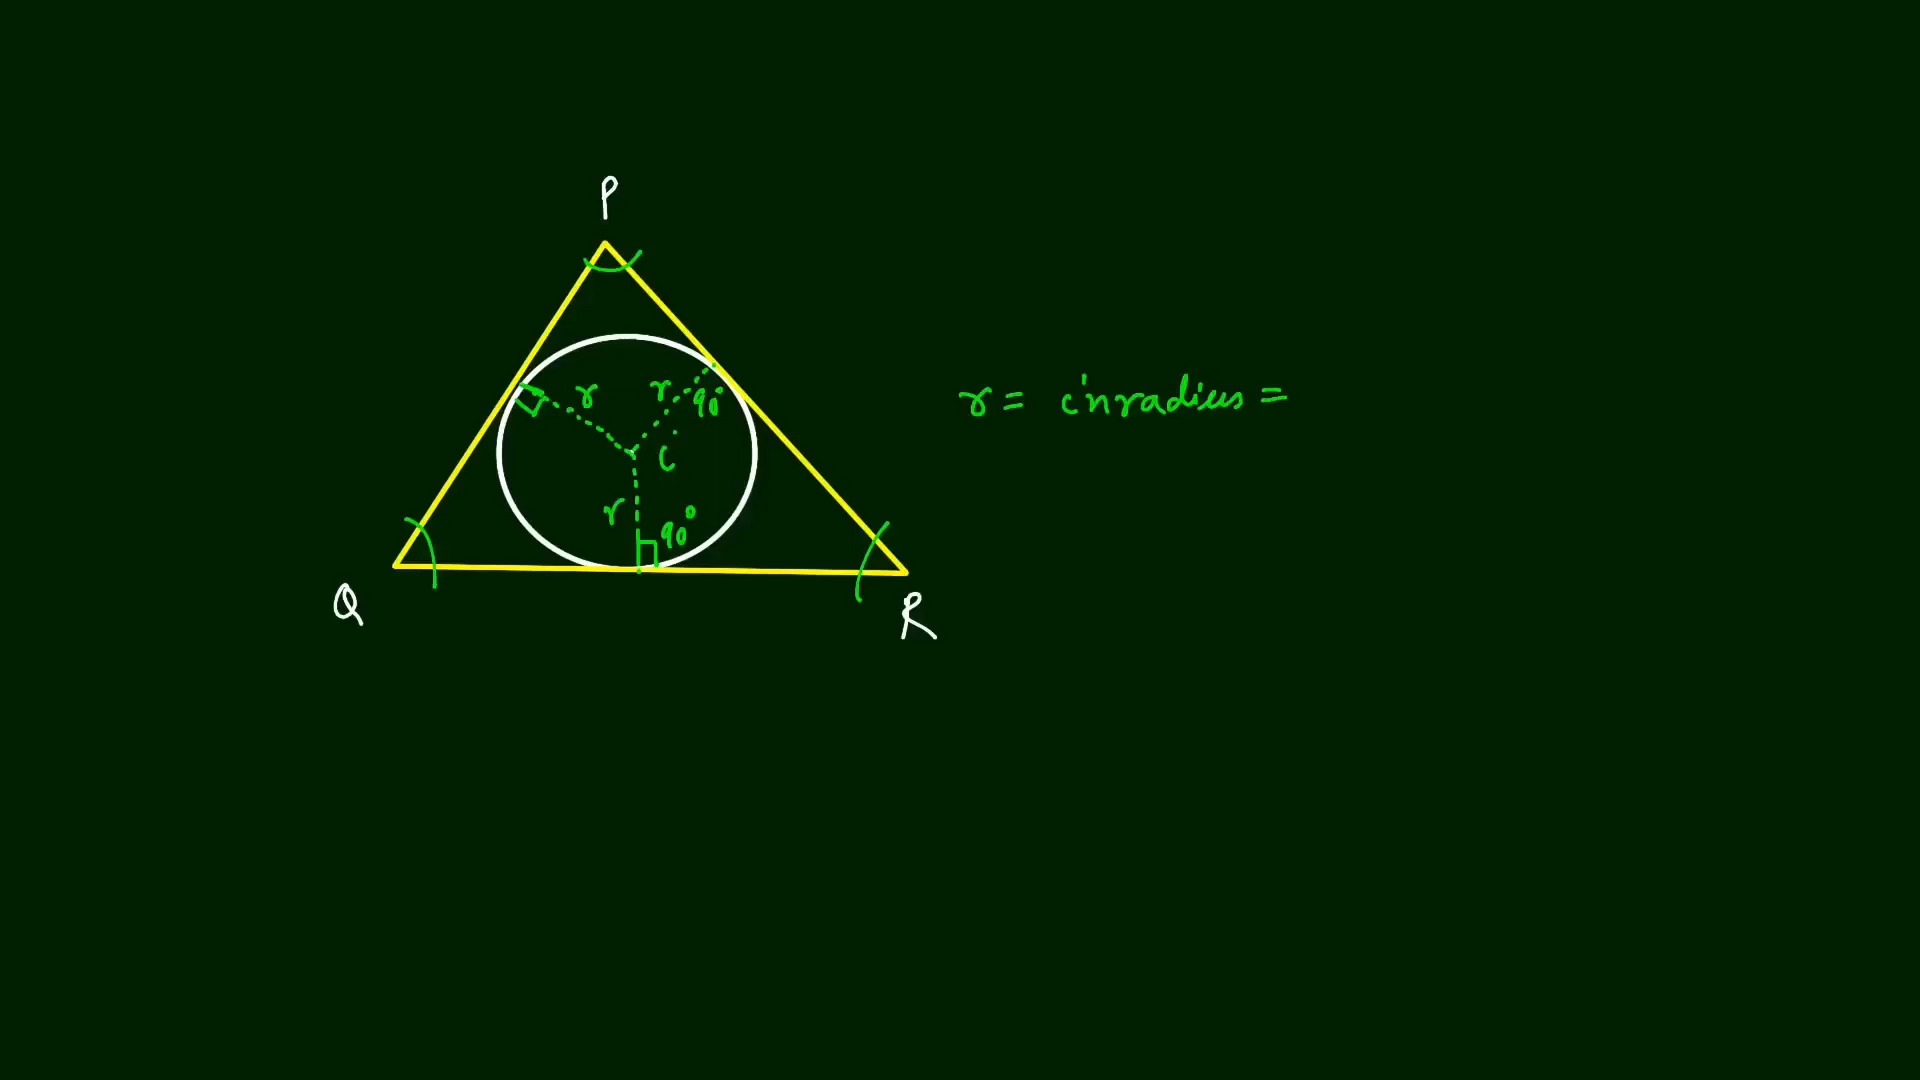 P
r r 90°
r = inradius =
C
r 90°
Q R